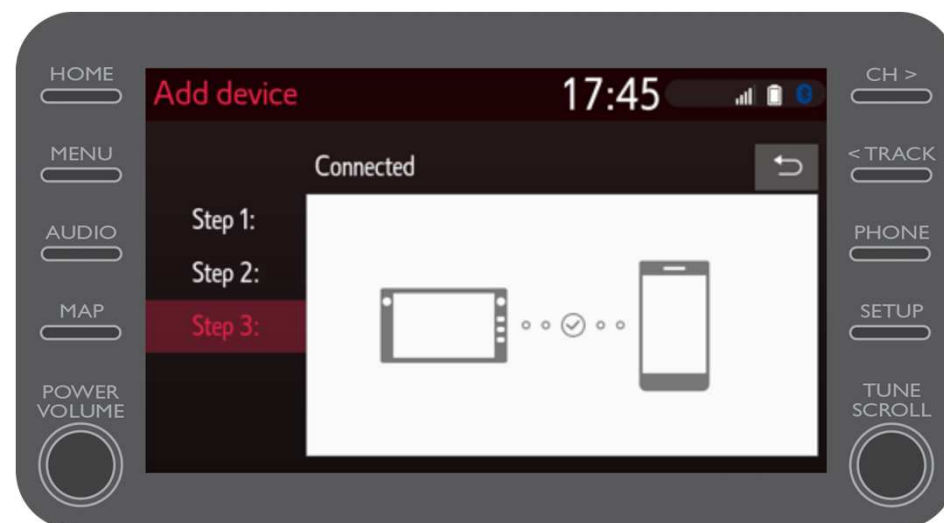 HOME
MENU
AUDIO
MAP
POWER
VOLUME
Add device
17:45
Connected
Step 1:
Step 2:
Step 3:
CH >
< TRACK
PHONE
SETUP
TUNE
SCROLL